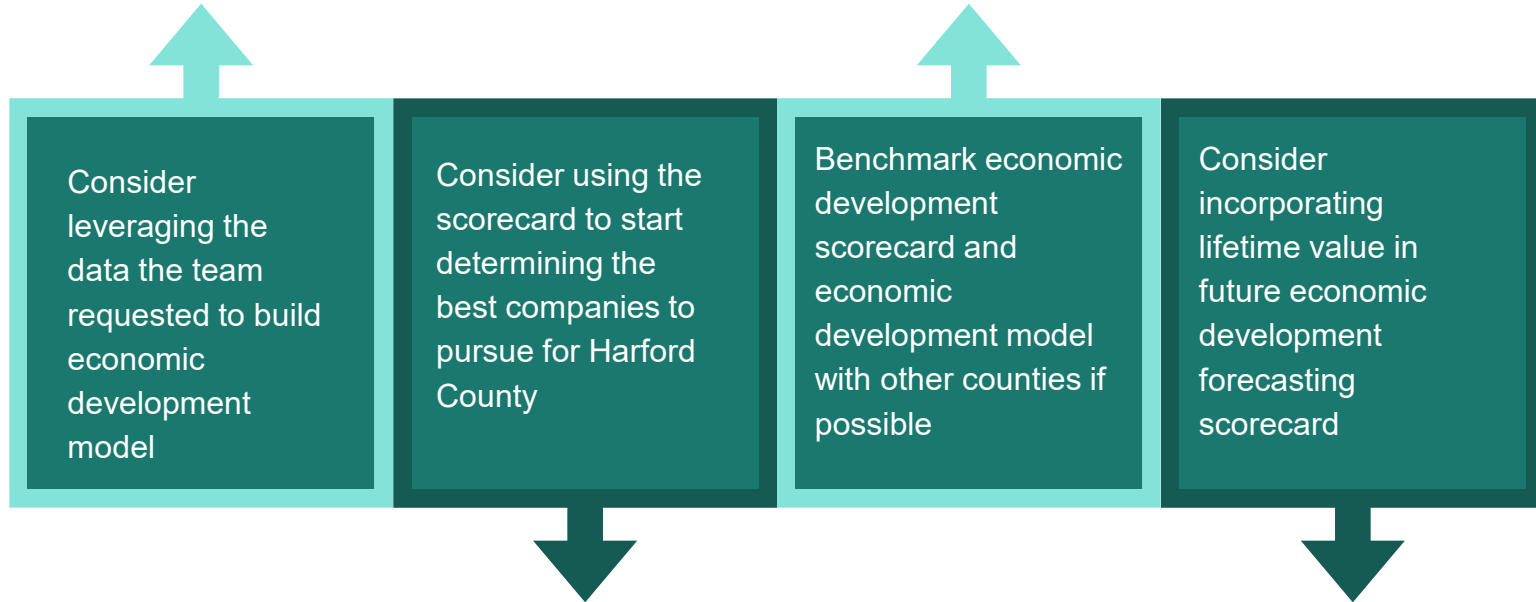 Consider
leveraging the
data the team
requested to build
economic
development
model
Consider using the
scorecard to start
determining the
best companies to
pursue for Harford
County
Benchmark economic
development
scorecard and
economic
development model
with other counties if
possible
Consider
incorporating
lifetime value in
future economic
development
forecasting
scorecard